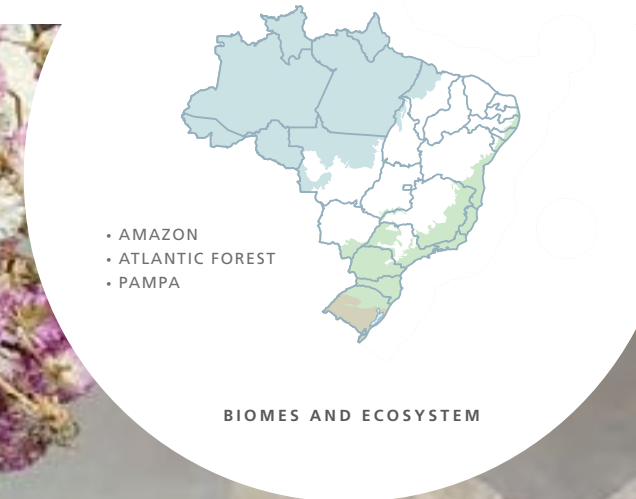 • AMAZON
• ATLANTIC FOREST
• PAMPA
BIOMES AND ECOSYSTEM